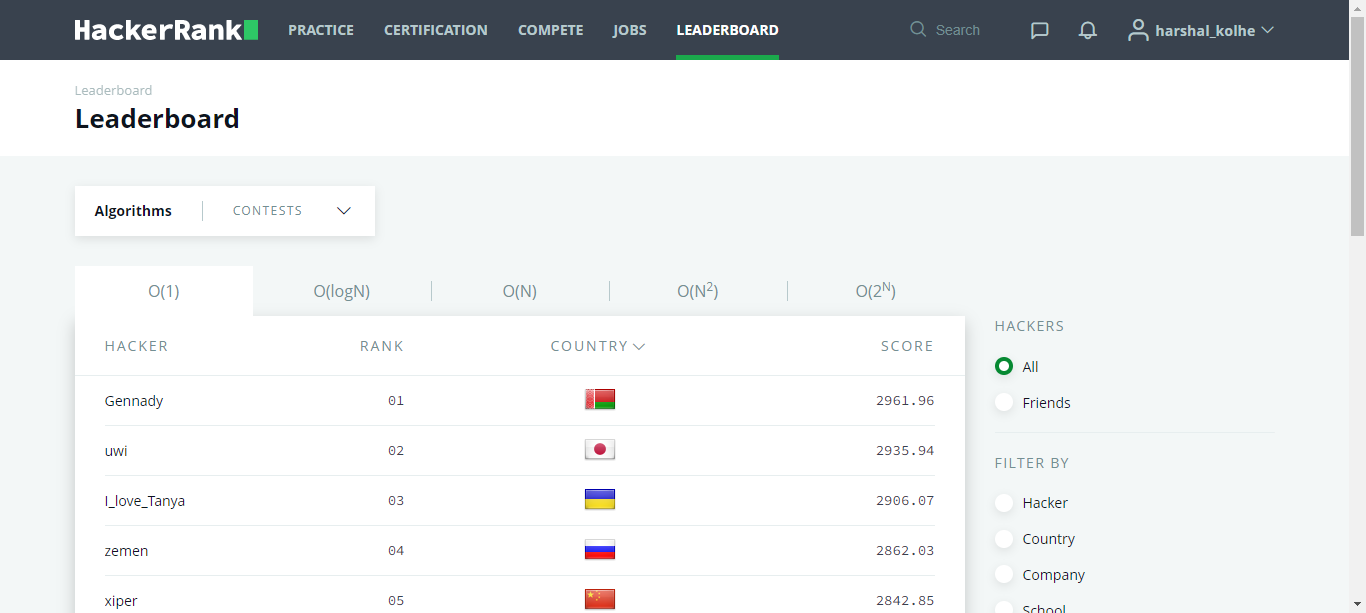 HackerRank PRACTICE CERTIFICATION COMPETE JOBS LEADERBOARD Search harshal_kolhe
Leaderboard
Leaderboard
Algorithms CONTESTS
O(1) O(logN) O(N) O(N²) O(2ᴺ)
HACKER RANK COUNTRY SCORE
Gennady 01 2961.96
uwi 02 2935.94
I_love_Tanya 03 2906.07
zemen 04 2862.03
xiper 05 2842.85
HACKERS
All
Friends
FILTER BY
Hacker
Country
Company
School